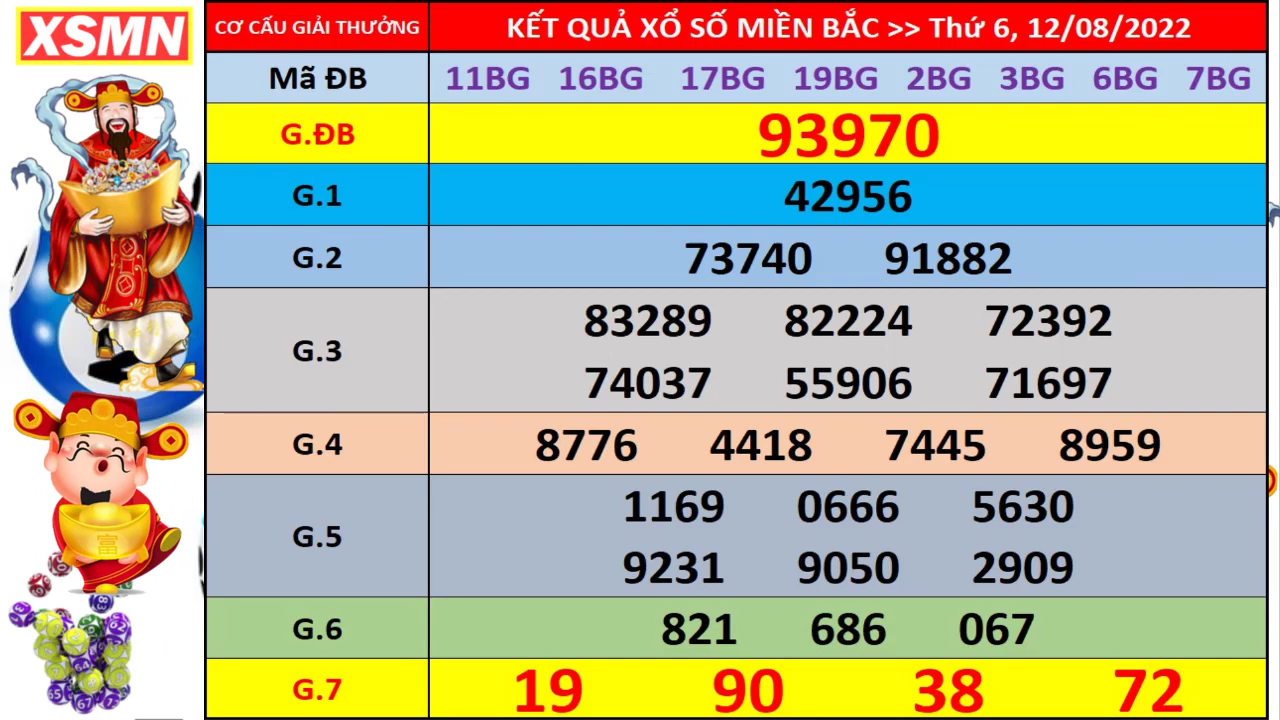 XSMN
CƠ CẤU GIẢI THƯỞNG
KẾT QUẢ XỔ SỐ MIỀN BẮC >> Thứ 6, 12/08/2022
Mã ĐB
11BG 16BG 17BG 19BG 2BG 3BG 6BG 7BG
G.ĐB
93970
G.1
42956
G.2
73740 91882
G.3
83289 82224 72392
74037 55906 71697
G.4
8776 4418 7445 8959
G.5
1169 0666 5630
9231 9050 2909
G.6
821 686 067
G.7
19 90 38 72
富